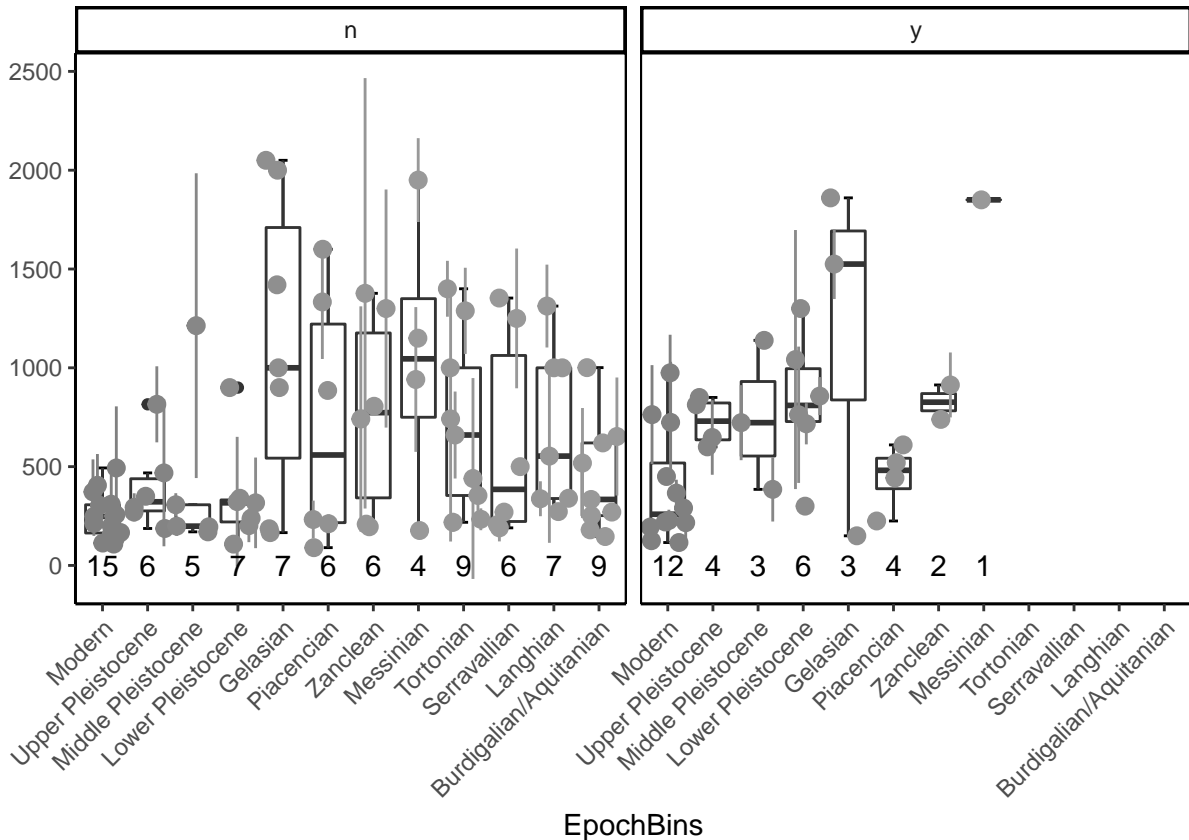 n
y
2500
2000
1500
1000
500
0
15 6 5 7 7 6 6 4 9 6 7 9
12 4 3 6 3 4 2 1
Modern
Upper Pleistocene
Middle Pleistocene
Lower Pleistocene
Gelasian
Piacencian
Zanclean
Messinian
Tortonian
Serravallian
Langhian
Burdigalian/Aquitanian
Modern
Upper Pleistocene
Middle Pleistocene
Lower Pleistocene
Gelasian
Piacencian
Zanclean
Messinian
Tortonian
Serravallian
Langhian
Burdigalian/Aquitanian
EpochBins